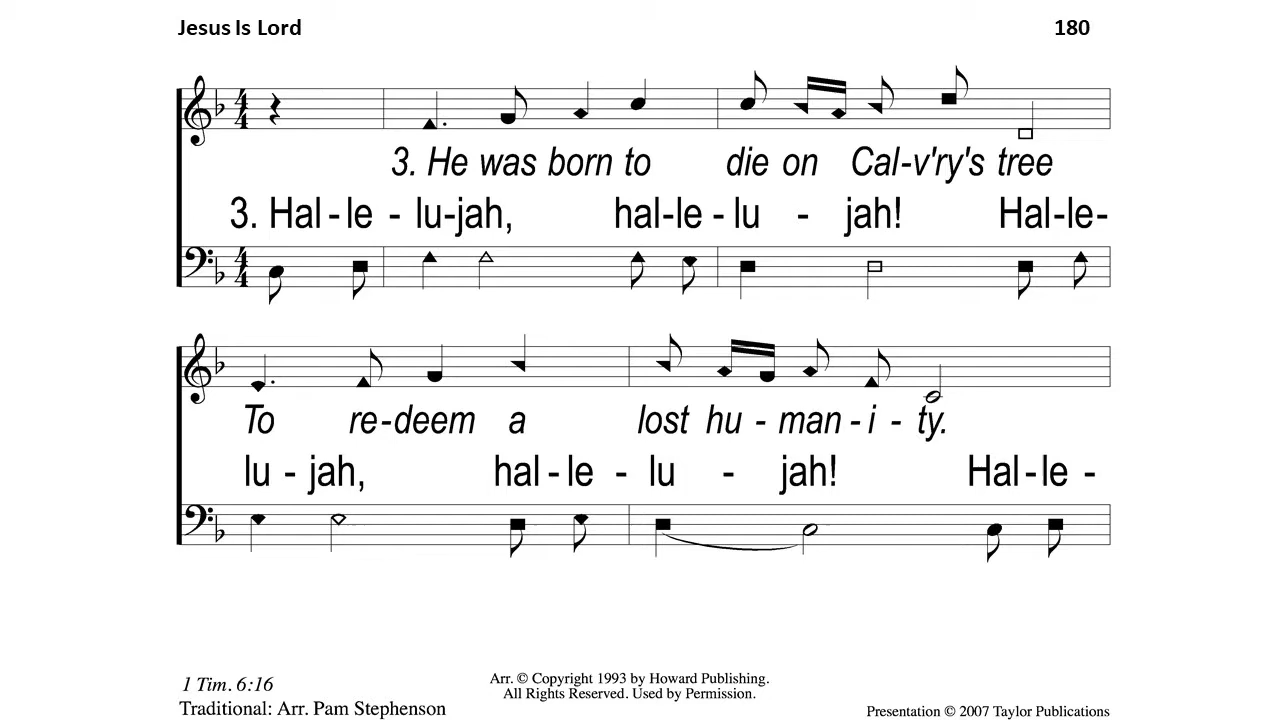 Jesus Is Lord 180
3. He was born to die on Cal-v'ry's tree
3. Hal - le - lu-jah, hal-le - lu - jah! Hal-le-
To re-deem a lost hu - man - i - ty.
lu - jah, hal - le - lu - jah! Hal - le -
1 Tim. 6:16
Traditional: Arr. Pam Stephenson
Arr. © Copyright 1993 by Howard Publishing.
All Rights Reserved. Used by Permission.
Presentation © 2007 Taylor Publications